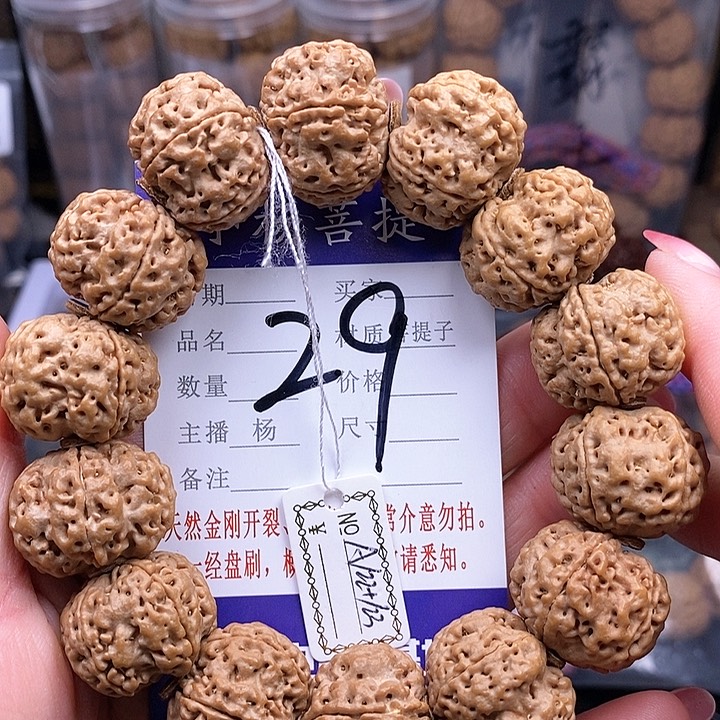 菩提
期 买家
29
品名 材质 菩提子
数量 价格
主播 杨 尺寸
备注
天然金刚开裂、 常介意勿拍。
一经盘刷, 请悉知。
NO